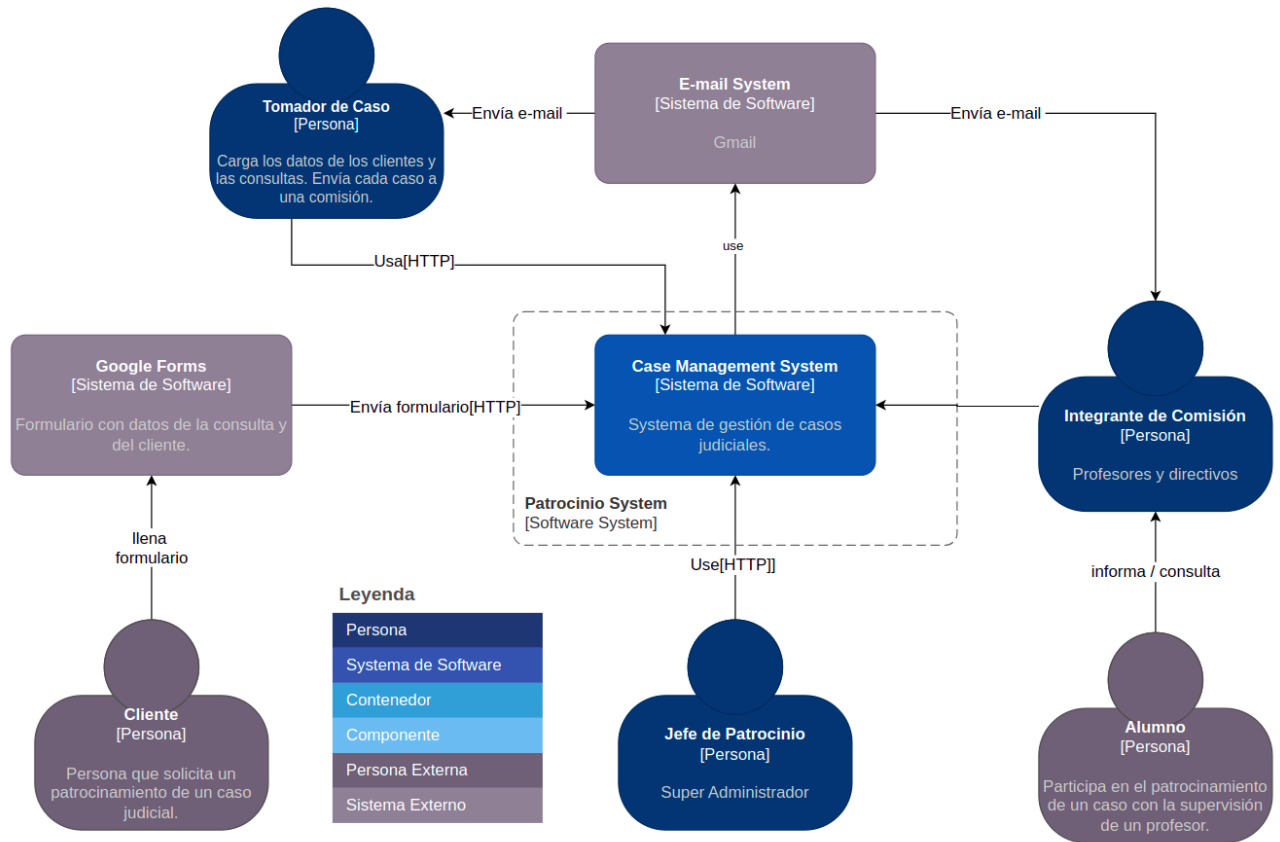 Tomador de Caso
[Persona]
Carga los datos de los clientes y
las consultas. Envía cada caso a
una comisión.
Envía e-mail
E-mail System
[Sistema de Software]
Gmail
Envía e-mail
use
Usa[HTTP]
Google Forms
[Sistema de Software]
Formulario con datos de la consulta y
del cliente.
Envía formulario[HTTP]
Case Management System
[Sistema de Software]
Systema de gestión de casos
judiciales.
Patrocinio System
[Software System]
Integrante de Comisión
[Persona]
Profesores y directivos
llena
formulario
Use[HTTP]]
informa / consulta
Leyenda
Persona
Systema de Software
Contenedor
Componente
Persona Externa
Sistema Externo
Cliente
[Persona]
Persona que solicita un
patrocinamiento de un caso
judicial.
Jefe de Patrocinio
[Persona]
Super Administrador
Alumno
[Persona]
Participa en el patrocinamiento
de un caso con la supervisión
de un profesor.